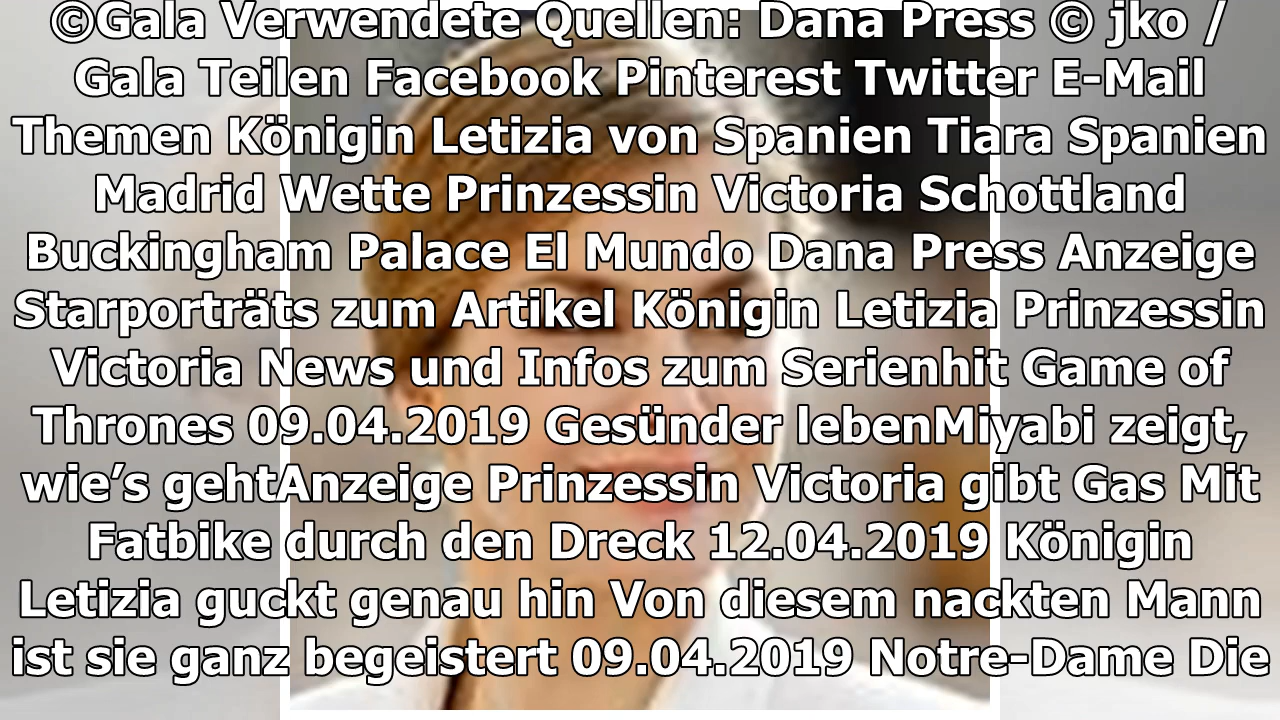 ©Gala Verwendete Quellen: Dana Press © jko /
Gala Teilen Facebook Pinterest Twitter E-Mail
Themen Königin Letizia von Spanien Tiara Spanien
Madrid Wette Prinzessin Victoria Schottland
Buckingham Palace El Mundo Dana Press Anzeige
Starporträts zum Artikel Königin Letizia Prinzessin
Victoria News und Infos zum Serienhit Game of
Thrones 09.04.2019 Gesünder lebenMiyabi zeigt,
wie’s gehtAnzeige Prinzessin Victoria gibt Gas Mit
Fatbike durch den Dreck 12.04.2019 Königin
Letizia guckt genau hin Von diesem nackten Mann
ist sie ganz begeistert 09.04.2019 Notre-Dame Die